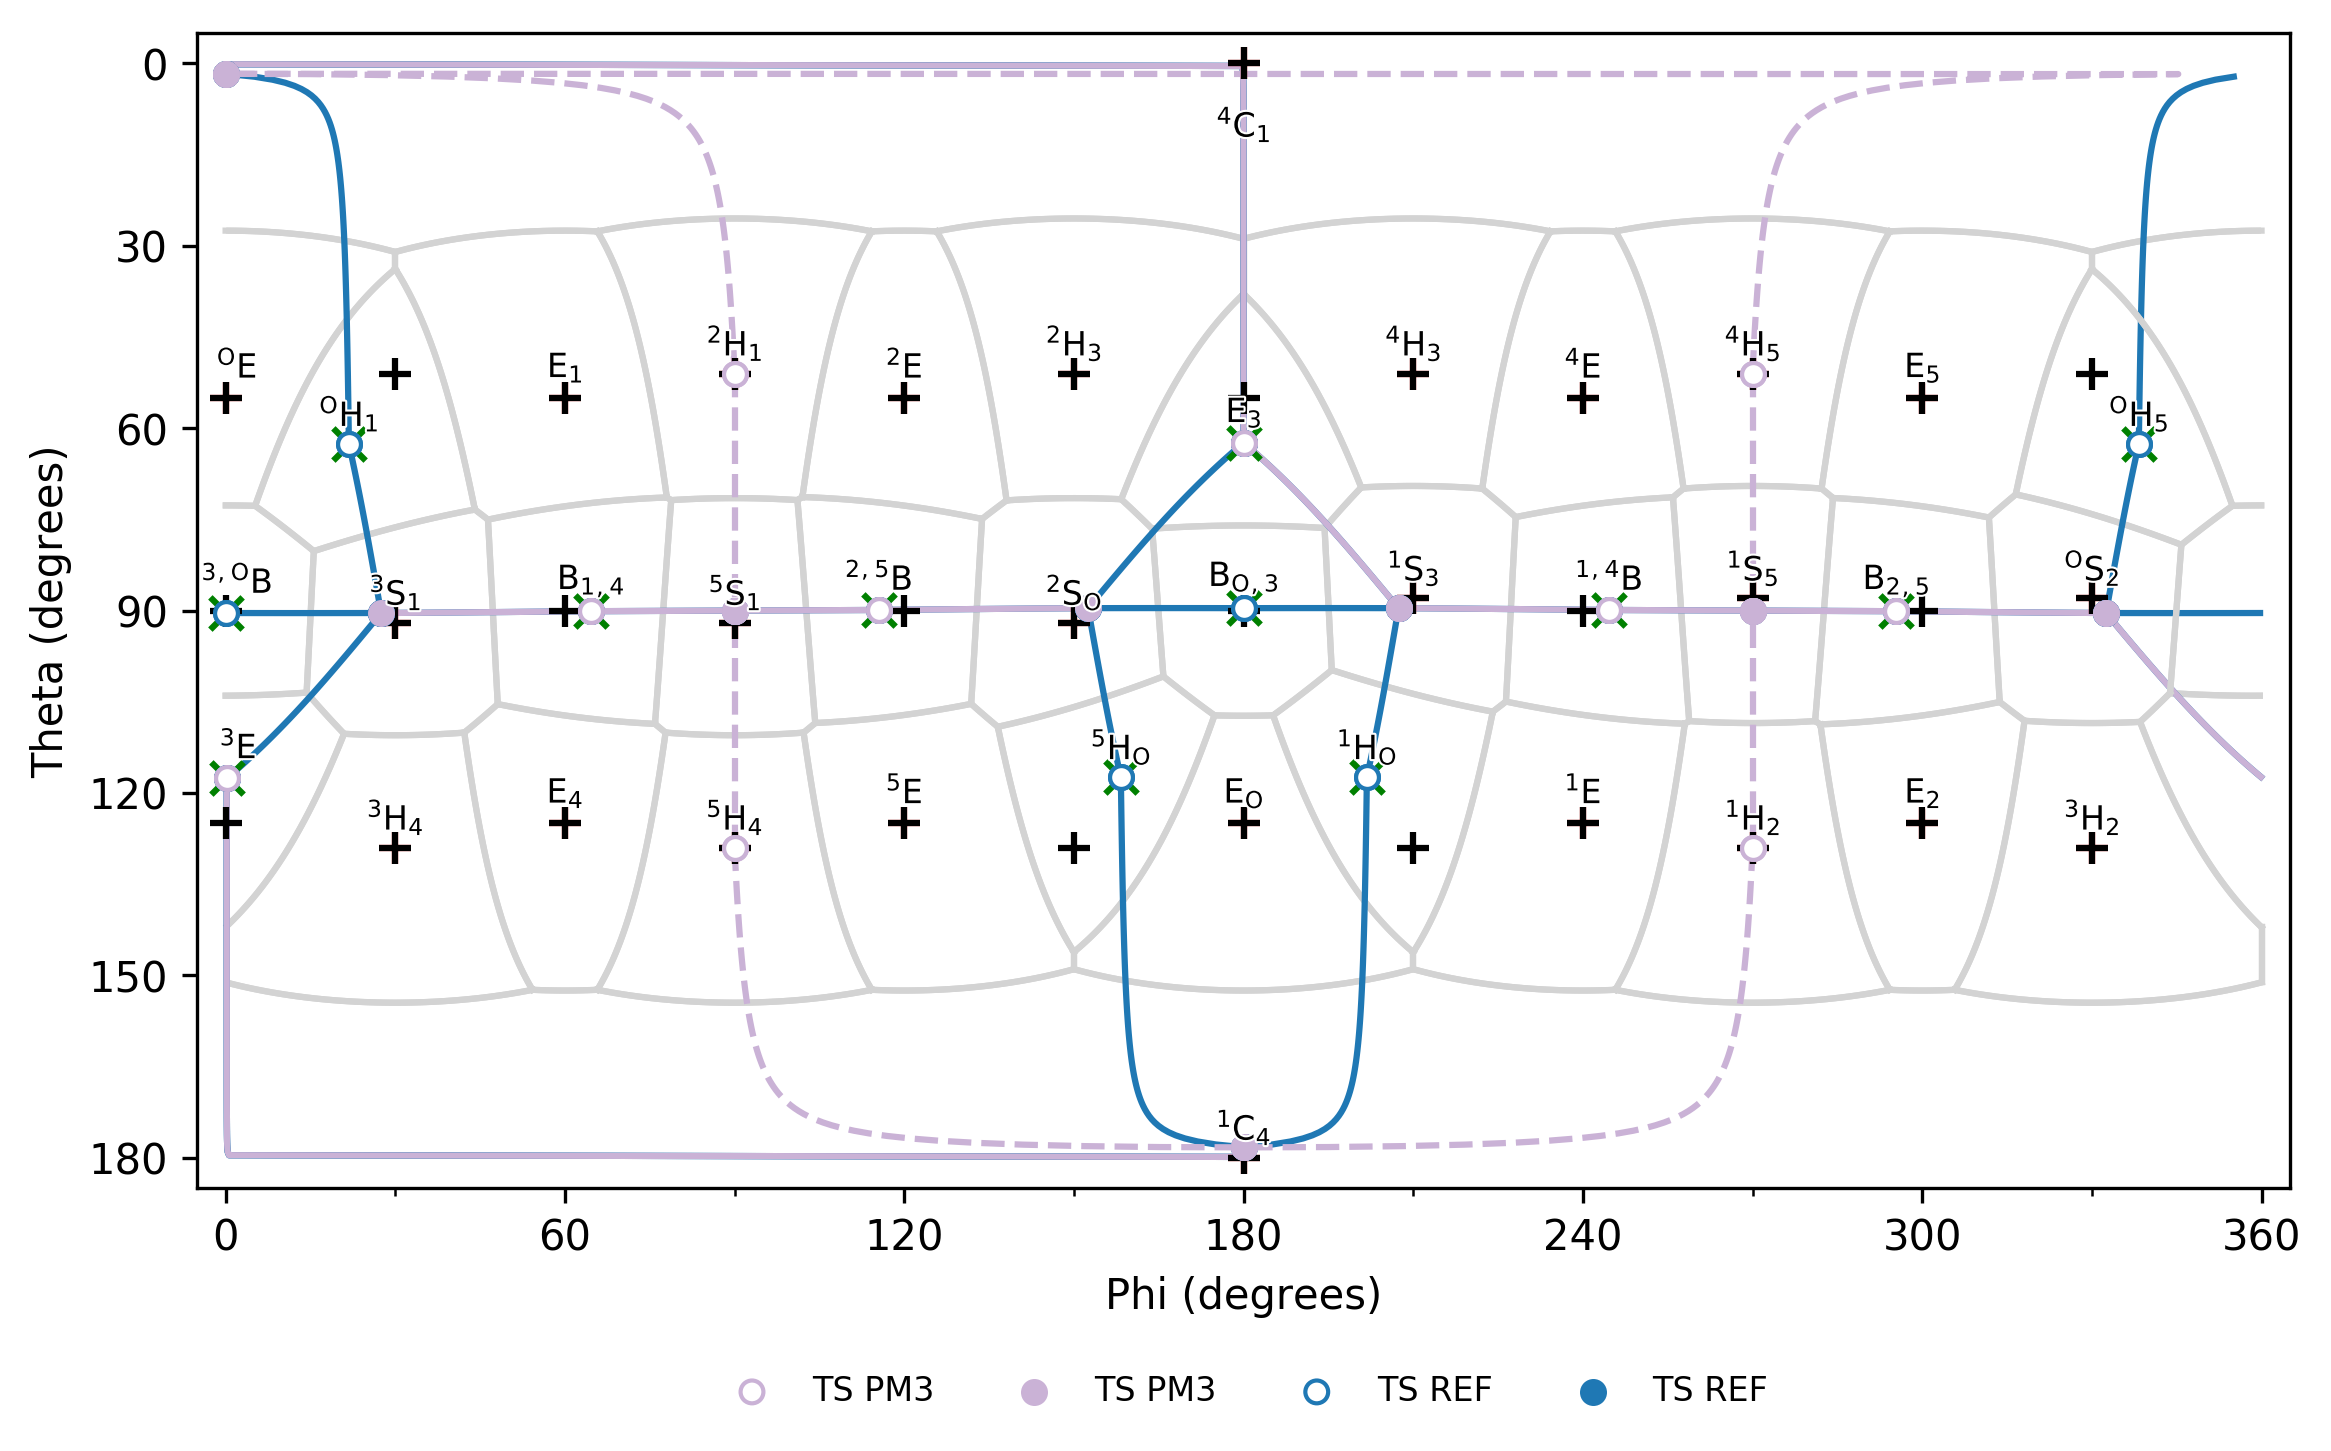 0
30
60
90
120
150
180
Theta (degrees)
⁴C₁
²H₁ ²H₃ ⁴H₃ ⁴H₅
ᴼE E₁ ²E ⁴E E₅
ᴼH₁ E₃ ᴼH₅
³,ᴼB ³S₁ B₁,₄ ⁵S₁ ²,⁵B ²Sₒ Bₒ,₃ ¹S₃ ¹,⁴B ¹S₅ B₂,₅ ᴼS₂
³E ⁵Hₒ ¹Hₒ
E₄ ⁵E Eₒ ¹E E₂
³H₄ ⁵H₄ ¹H₂ ³H₂
¹C₄
0 60 120 180 240 300 360
Phi (degrees)
TS PM3 TS PM3 TS REF TS REF